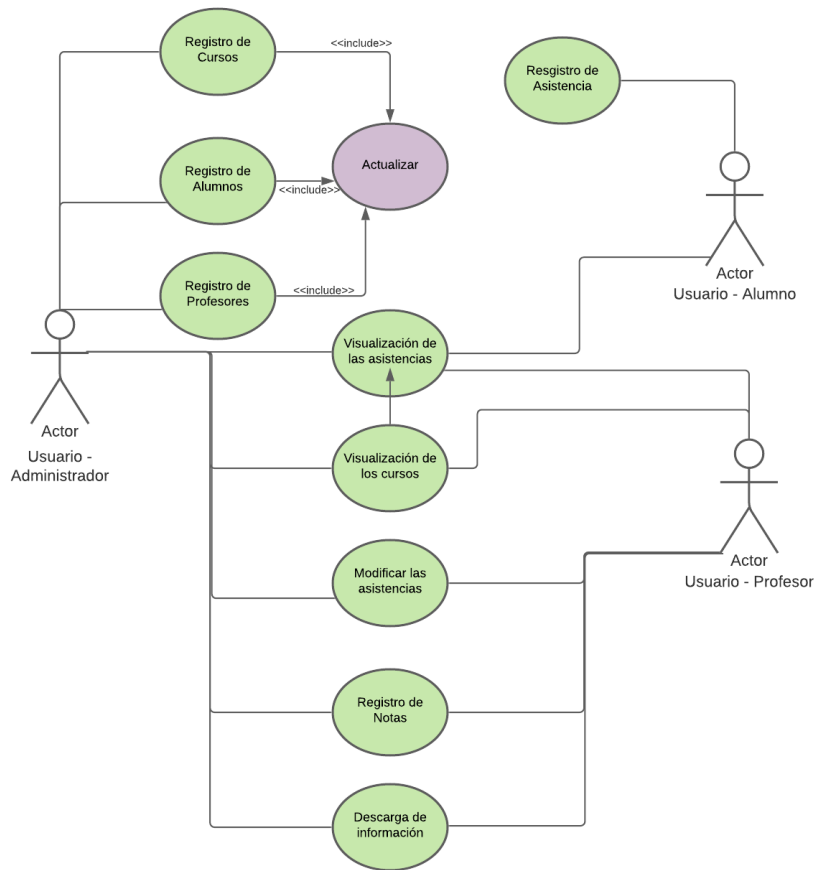 Registro de
Cursos
<<include>>
Resgistro de
Asistencia
Registro de
Alumnos
<<include>>
Actualizar
Registro de
Profesores
<<include>>
Actor
Usuario - Alumno
Visualización de
las asistencias
Actor
Usuario -
Administrador
Visualización de
los cursos
Actor
Usuario - Profesor
Modificar las
asistencias
Registro de
Notas
Descarga de
información